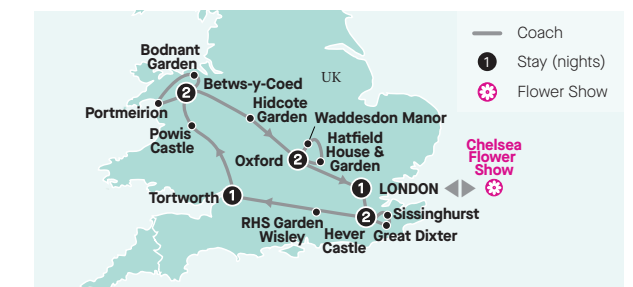 Coach
1 Stay (nights)
Flower Show
UK
Bodnant
Garden
2 Betws-y-Coed
Portmeirion
Hidcote
Garden
Waddesdon Manor
Powis
Castle
Hatfield
House &
Garden
Oxford 2
Chelsea
Flower
Show
1 LONDON
Tortworth 1
RHS Garden
Wisley
2
Hever
Castle
Sissinghurst
Great Dixter